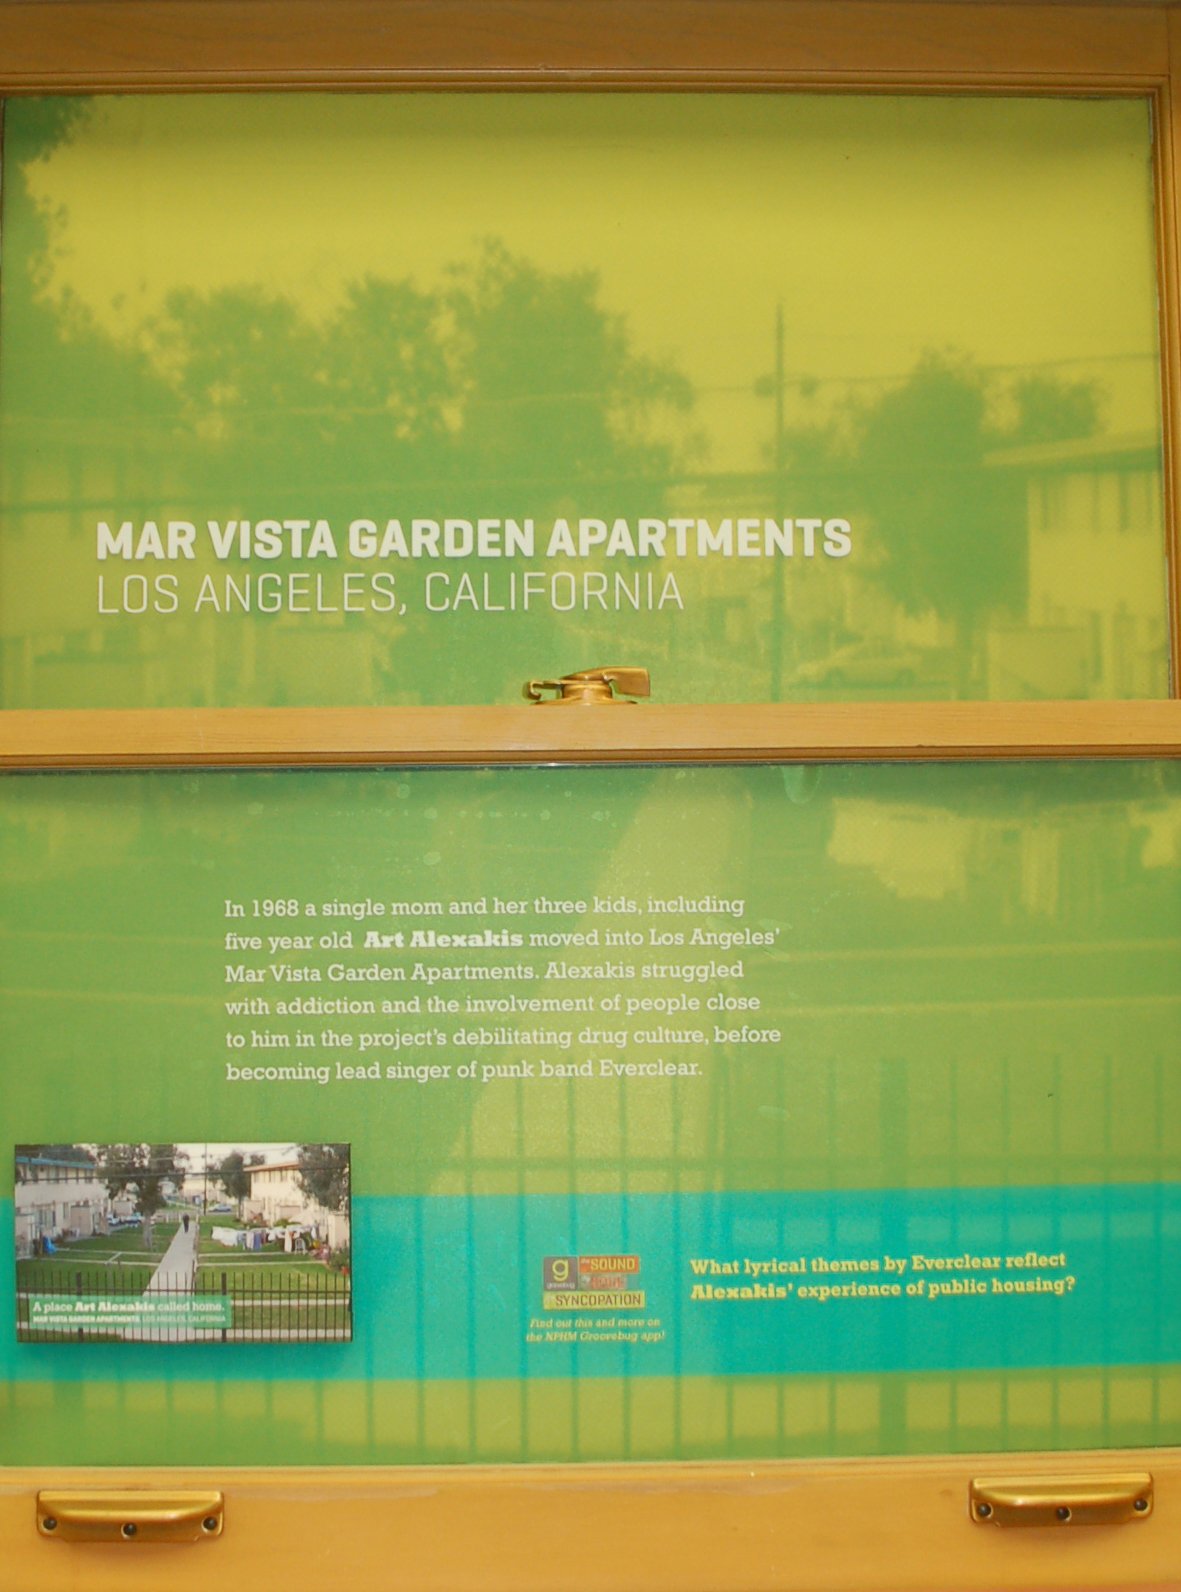 MAR VISTA GARDEN APARTMENTS
LOS ANGELES, CALIFORNIA
In 1968 a single mom and her three kids, including
five year old Art Alexakis moved into Los Angeles'
Mar Vista Garden Apartments. Alexakis struggled
with addiction and the involvement of people close
to him in the project's debilitating drug culture, before
becoming lead singer of punk band Everclear.
A place Art Alexakis called home.
MAR VISTA GARDEN APARTMENTS, LOS ANGELES, CALIFORNIA
g
groovebug
the SOUND
SYNCOPATION
Find out this and more on
the NPHM Groovebug app!
What lyrical themes by Everclear reflect
Alexakis' experience of public housing?